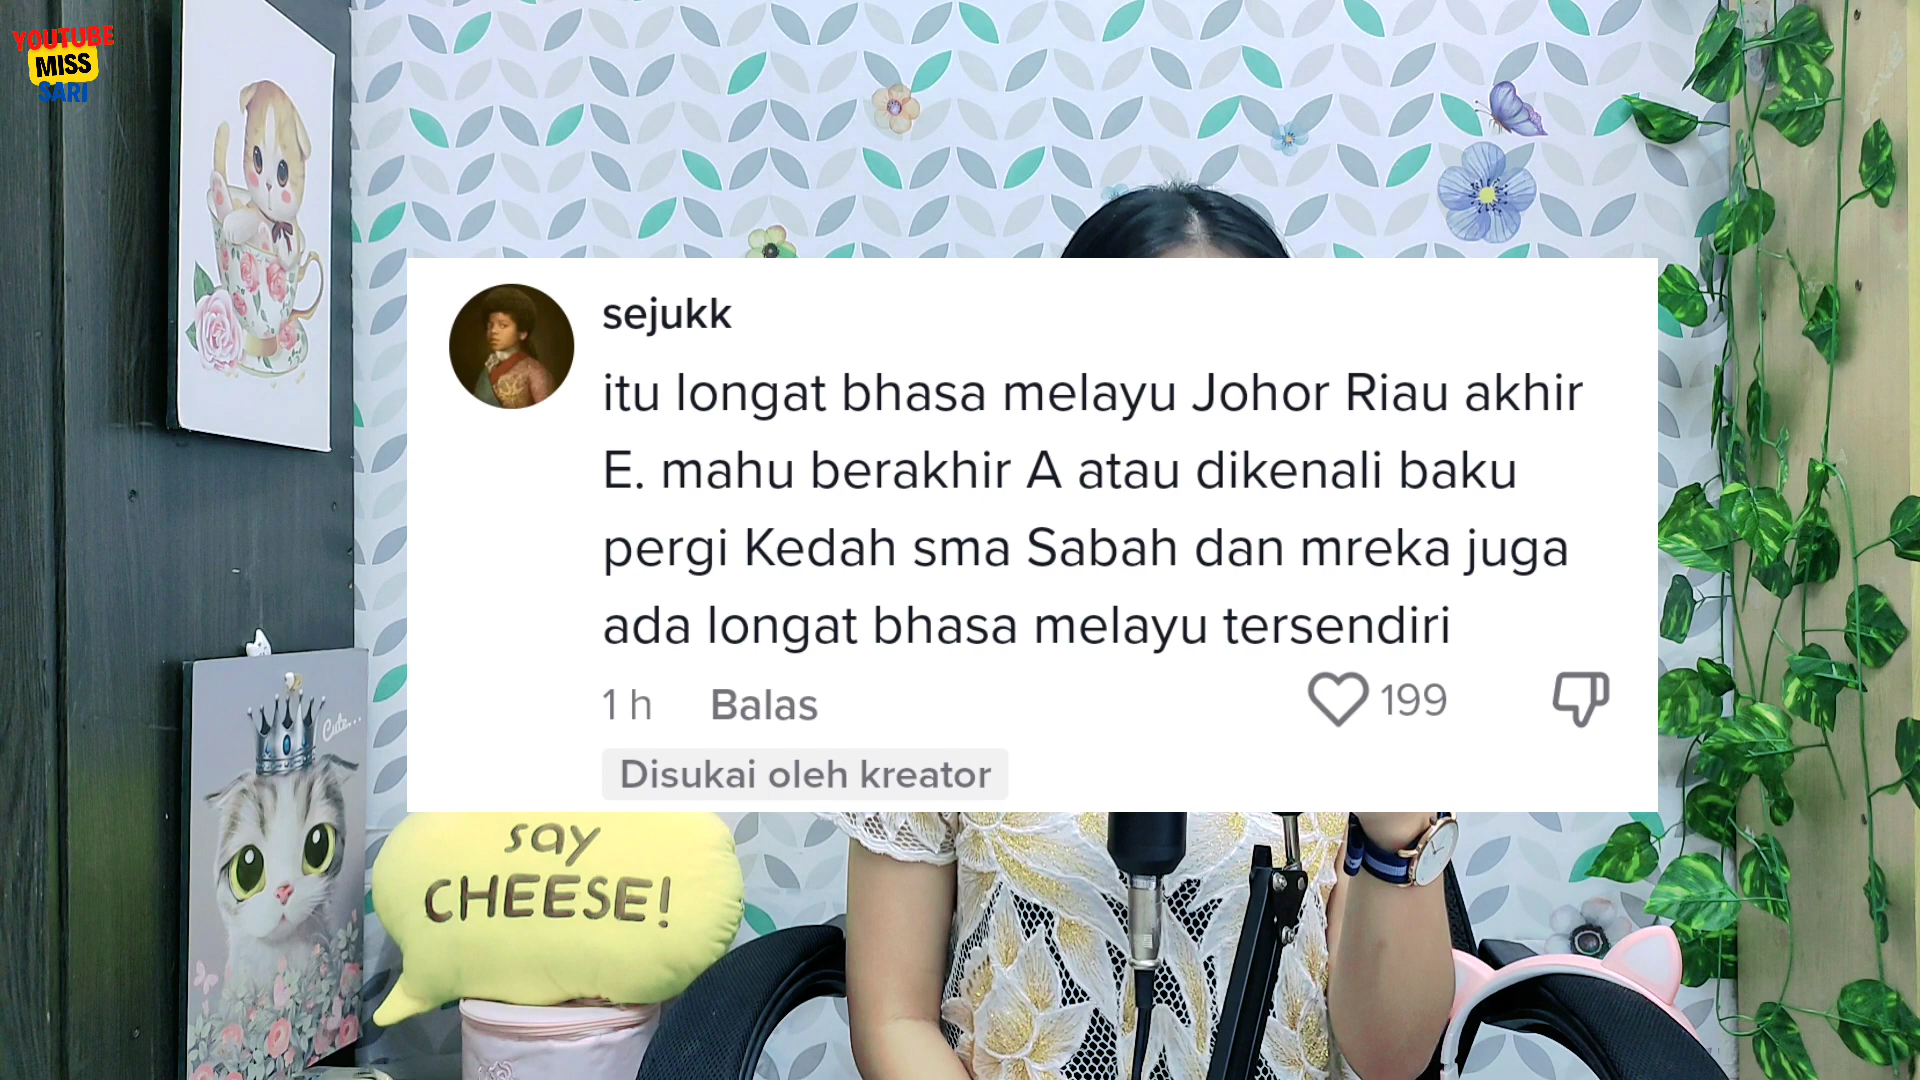 YOUTUBE
MISS
SARI
sejukk
itu longat bhasa melayu Johor Riau akhir
E. mahu berakhir A atau dikenali baku
pergi Kedah sma Sabah dan mreka juga
ada longat bhasa melayu tersendiri
1 h Balas 199
Disukai oleh kreator
Cute...
say
CHEESE!